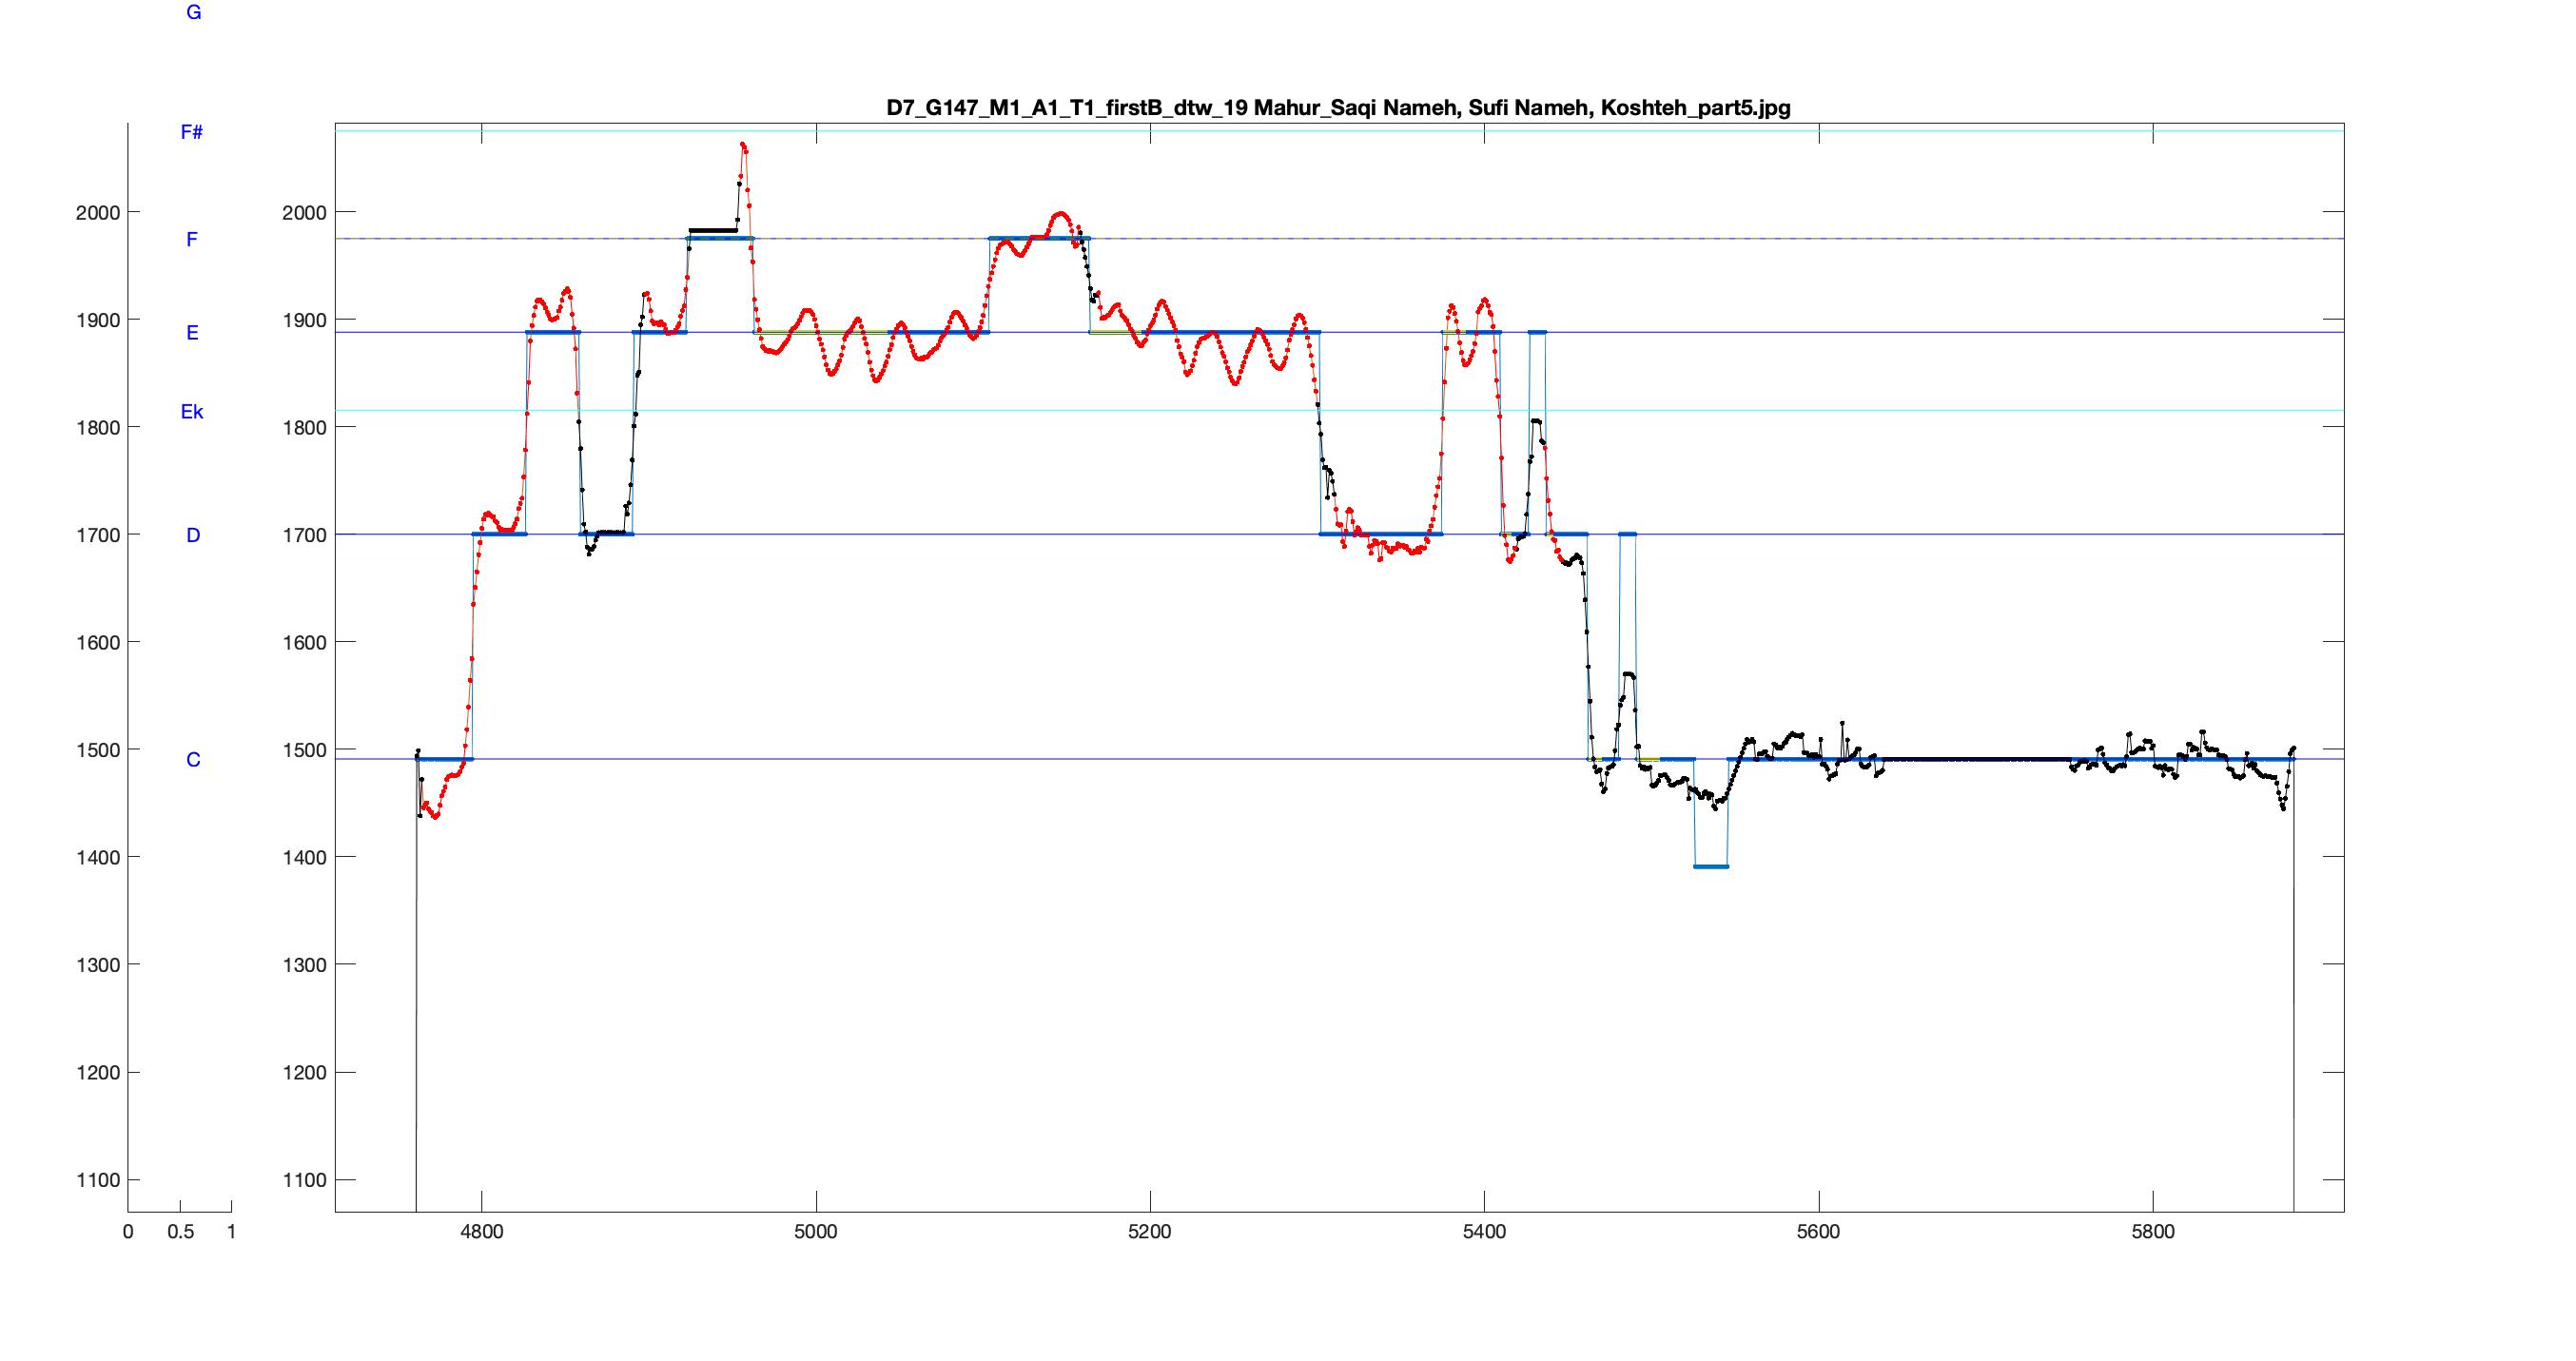 G
D7_G147_M1_A1_T1_firstB_dtw_19 Mahur_Saqi Nameh, Sufi Nameh, Koshteh_part5.jpg
F#
2000 2000
F
1900 1900
E
Ek
1800 1800
1700 D 1700
1600 1600
1500 1500
C
1400 1400
1300 1300
1200 1200
1100 1100
0 0.5 1 4800 5000 5200 5400 5600 5800